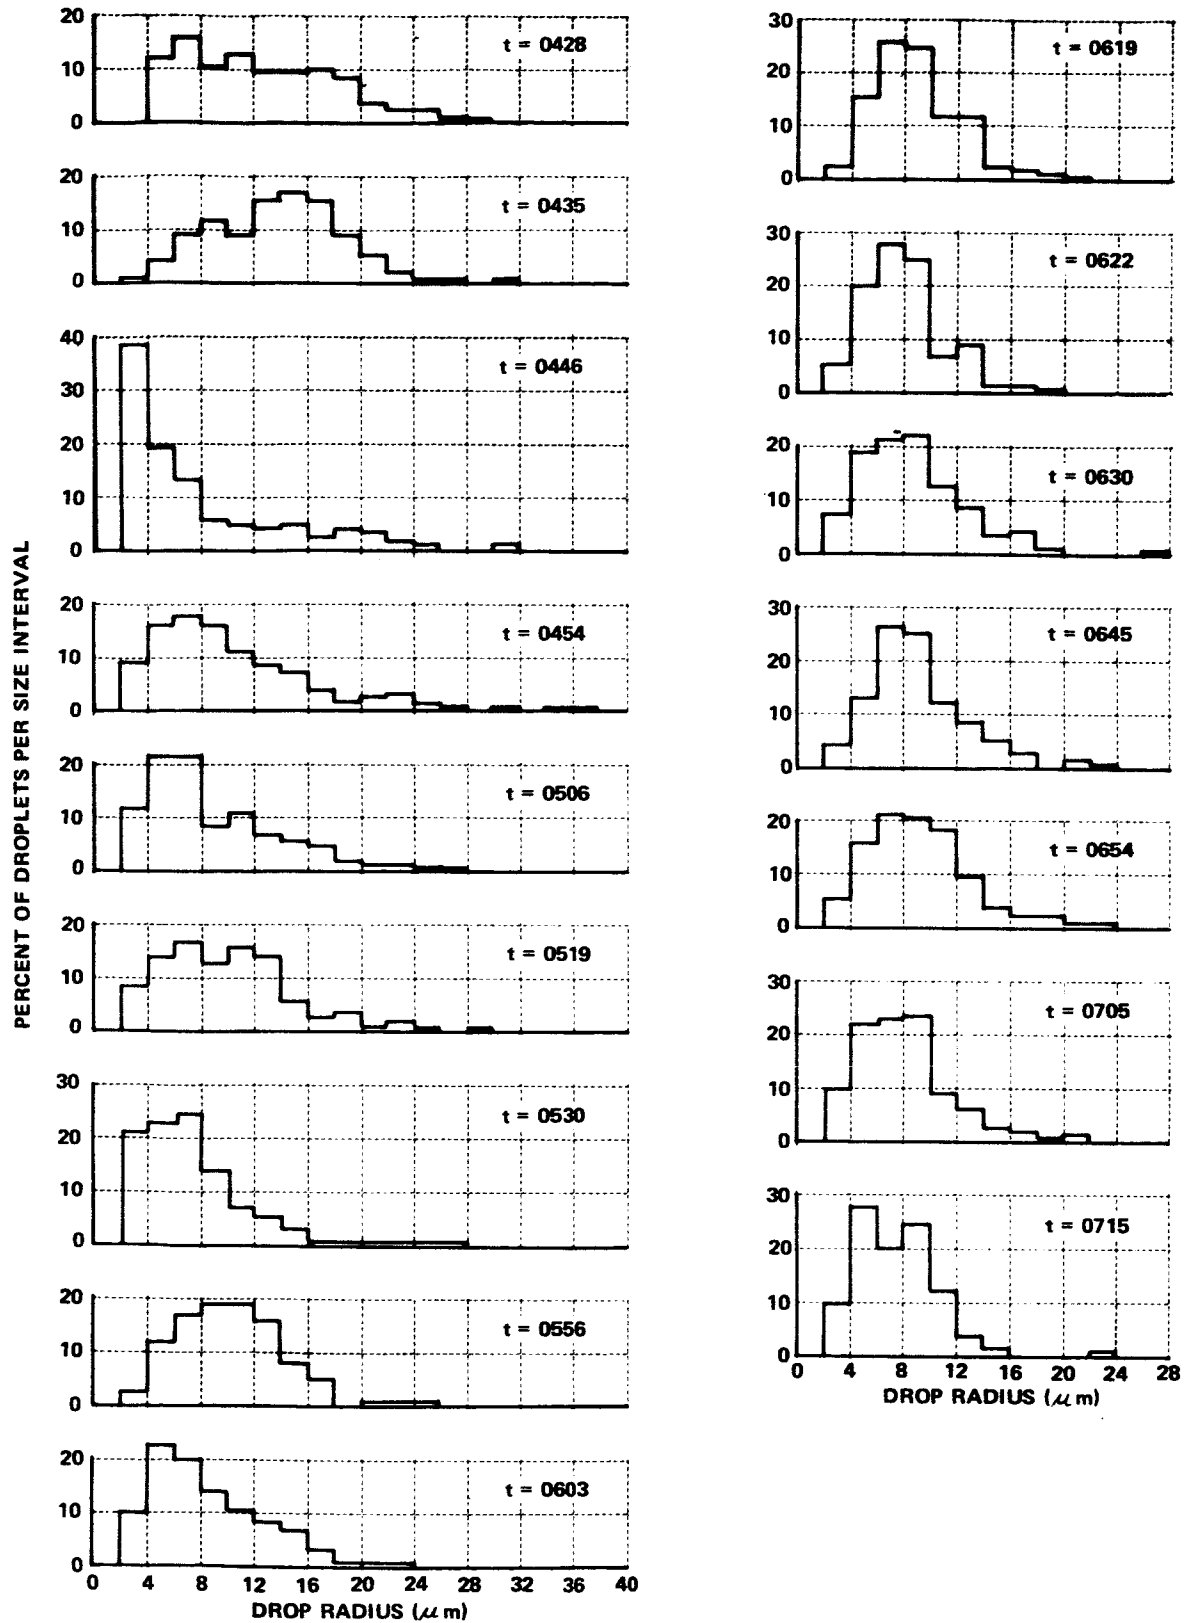 PERCENT OF DROPLETS PER SIZE INTERVAL
20
10
0
t = 0428
20
10
0
t = 0435
40
30
20
10
0
t = 0446
20
10
0
t = 0454
20
10
0
t = 0506
20
10
0
t = 0519
30
20
10
0
t = 0530
20
10
0
t = 0556
20
10
0
t = 0603
0 4 8 12 16 20 24 28 32 36 40
DROP RADIUS (μm)
30
20
10
0
t = 0619
30
20
10
0
t = 0622
20
10
0
t = 0630
30
20
10
0
t = 0645
20
10
0
t = 0654
30
20
10
0
t = 0705
30
20
10
0
t = 0715
0 4 8 12 16 20 24 28
DROP RADIUS (μm)